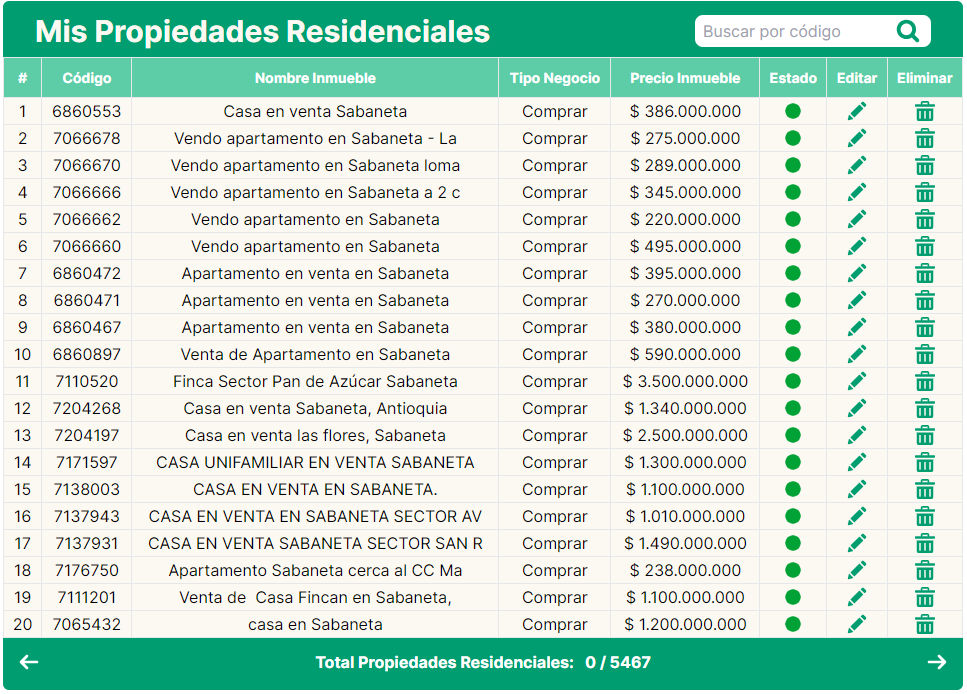 Mis Propiedades Residenciales
Buscar por código
# Código Nombre Inmueble Tipo Negocio Precio Inmueble Estado Editar Eliminar
1 6860553 Casa en venta Sabaneta Comprar $ 386.000.000
2 7066678 Vendo apartamento en Sabaneta - La Comprar $ 275.000.000
3 7066670 Vendo apartamento en Sabaneta loma Comprar $ 289.000.000
4 7066666 Vendo apartamento en Sabaneta a 2 c Comprar $ 345.000.000
5 7066662 Vendo apartamento en Sabaneta Comprar $ 220.000.000
6 7066660 Vendo apartamento en Sabaneta Comprar $ 495.000.000
7 6860472 Apartamento en venta en Sabaneta Comprar $ 395.000.000
8 6860471 Apartamento en venta en Sabaneta Comprar $ 270.000.000
9 6860467 Apartamento en venta en Sabaneta Comprar $ 380.000.000
10 6860897 Venta de Apartamento en Sabaneta Comprar $ 590.000.000
11 7110520 Finca Sector Pan de Azúcar Sabaneta Comprar $ 3.500.000.000
12 7204268 Casa en venta Sabaneta, Antioquia Comprar $ 1.340.000.000
13 7204197 Casa en venta las flores, Sabaneta Comprar $ 2.500.000.000
14 7171597 CASA UNIFAMILIAR EN VENTA SABANETA Comprar $ 1.300.000.000
15 7138003 CASA EN VENTA EN SABANETA. Comprar $ 1.100.000.000
16 7137943 CASA EN VENTA EN SABANETA SECTOR AV Comprar $ 1.010.000.000
17 7137931 CASA EN VENTA SABANETA SECTOR SAN R Comprar $ 1.490.000.000
18 7176750 Apartamento Sabaneta cerca al CC Ma Comprar $ 238.000.000
19 7111201 Venta de  Casa Fincan en Sabaneta, Comprar $ 1.100.000.000
20 7065432 casa en Sabaneta Comprar $ 1.200.000.000
Total Propiedades Residenciales: 0 / 5467